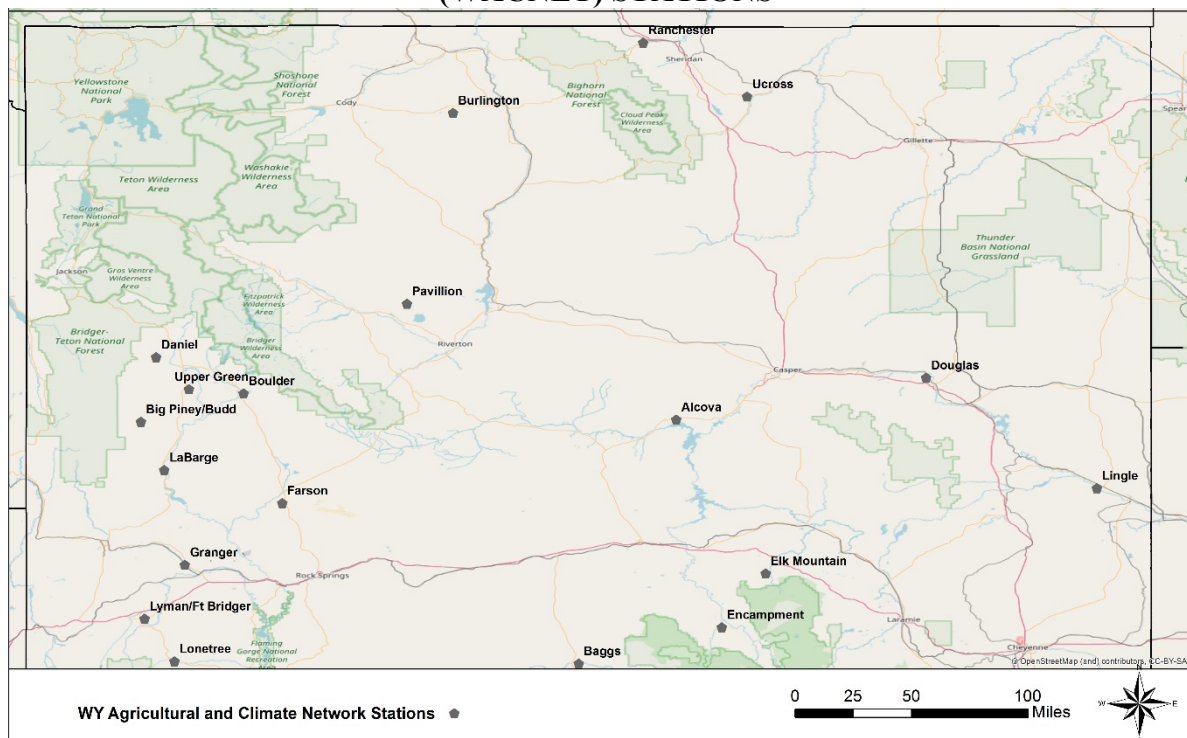 (WACNET) STATIONS
Ranchester
Sheridan
Yellowstone
National
Park
Shoshone
National
Forest
Cody
Burlington
Bighorn
National
Forest
Cloud Peak
Wilderness
Area
Ucross
Gillette
Spear
Washakie
Wilderness
Area
Teton Wilderness
Area
Grand
Teton National
Park
Jackson
Gros Ventre
Wilderness
Area
Thunder
Basin National
Grassland
Fitzpatrick
Wilderness
Area
Pavillion
Riverton
Bridger-
Teton National
Forest
Bridger
Wilderness
Area
Daniel
Upper Green
Boulder
Casper
Douglas
Big Piney/Budd
Alcova
LaBarge
Farson
Lingle
Granger
Rock Springs
Elk Mountain
Lyman/Ft Bridger
Encampment
Laramie
Lonetree
Flaming
Gorge National
Recreation
Baggs
Cheyenne
© OpenStreetMap (and) contributors, CC-BY-SA
WY Agricultural and Climate Network Stations
0 25 50 100
Miles
N
W E
S